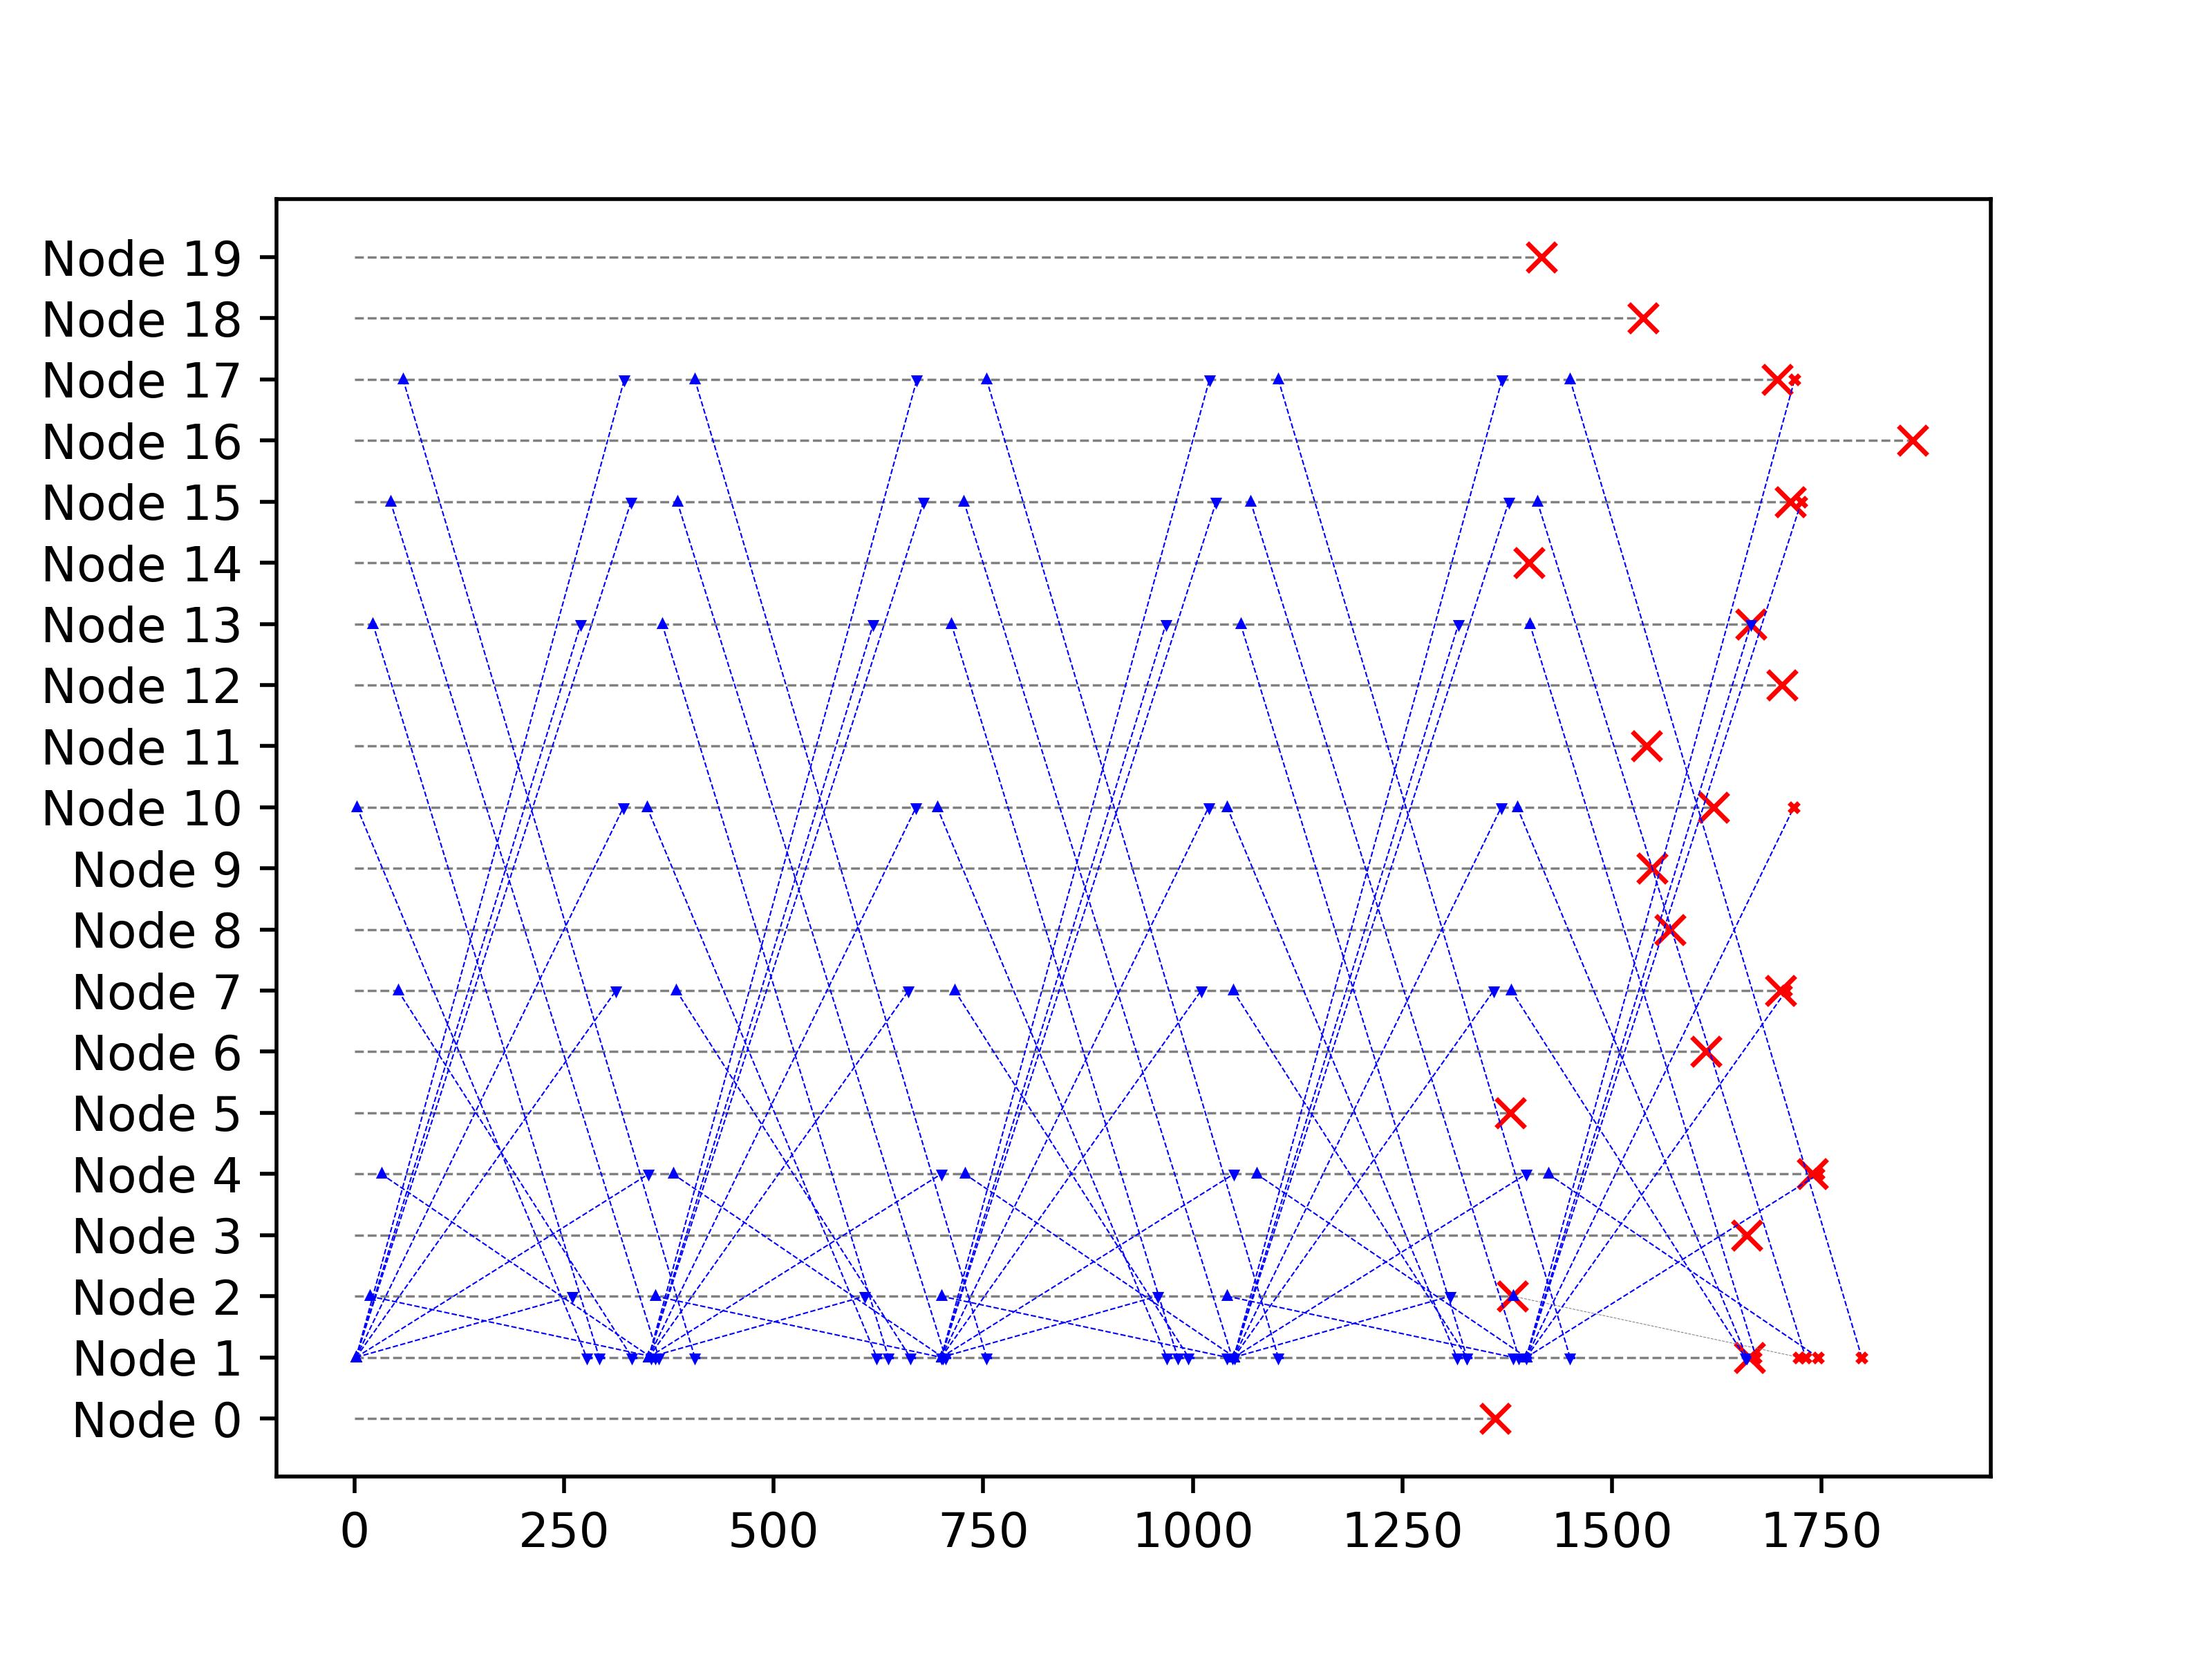 Node 19
Node 18
Node 17
Node 16
Node 15
Node 14
Node 13
Node 12
Node 11
Node 10
Node 9
Node 8
Node 7
Node 6
Node 5
Node 4
Node 3
Node 2
Node 1
Node 0
0 250 500 750 1000 1250 1500 1750